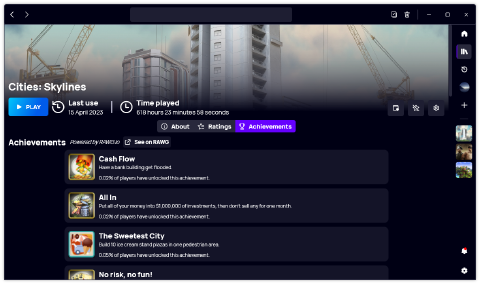 Cities: Skylines
PLAY
Last use
15 April 2023
Time played
618 hours 23 minutes 58 seconds
About
Ratings
Achievements
Achievements
Powered by RAWG.io
See on RAWG
Cash Flow
Have a bank building get flooded.
0.02% of players have unlocked this achievement.
All In
Put all of your money into $1,000,000 of investments, then don't sell any for one month.
0.02% of players have unlocked this achievement.
The Sweetest City
Build 10 ice cream stand plazas in one pedestrian area.
0.05% of players have unlocked this achievement.
No risk, no fun!